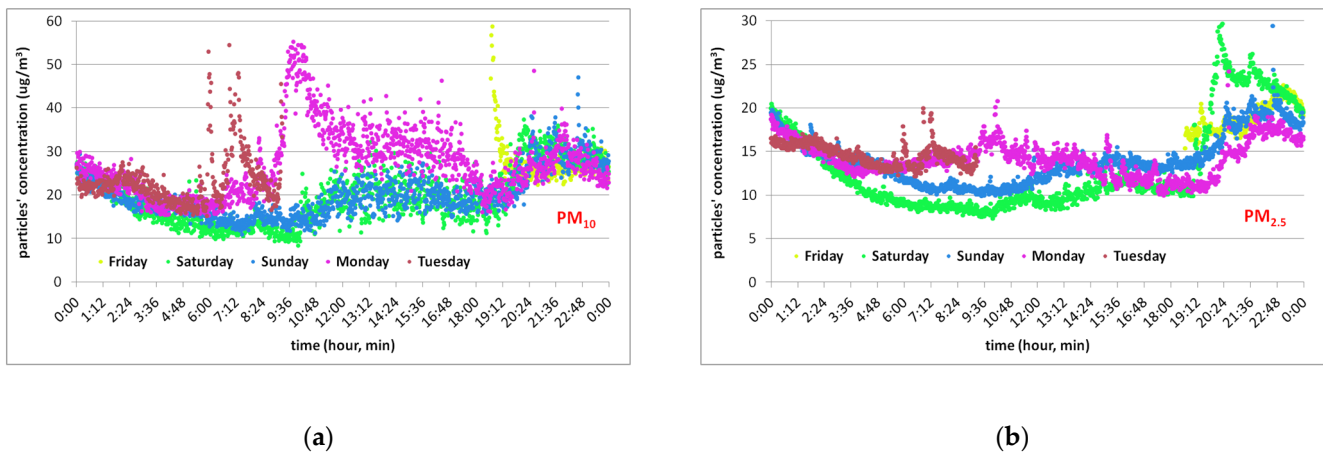 particles' concentration (ug/m³)
60
50
40
30
20
10
0
PM₁₀
Friday Saturday Sunday Monday Tuesday
0:00 1:12 2:24 3:36 4:48 6:00 7:12 8:24 9:36 10:48 12:00 13:12 14:24 15:36 16:48 18:00 19:12 20:24 21:36 22:48 0:00
time (hour, min)
(a)
particles' concentration (ug/m³)
30
25
20
15
10
5
0
PM₂.₅
Friday Saturday Sunday Monday Tuesday
0:00 1:12 2:24 3:36 4:48 6:00 7:12 8:24 9:36 10:48 12:00 13:12 14:24 15:36 16:48 18:00 19:12 20:24 21:36 22:48 0:00
time (hour, min)
(b)